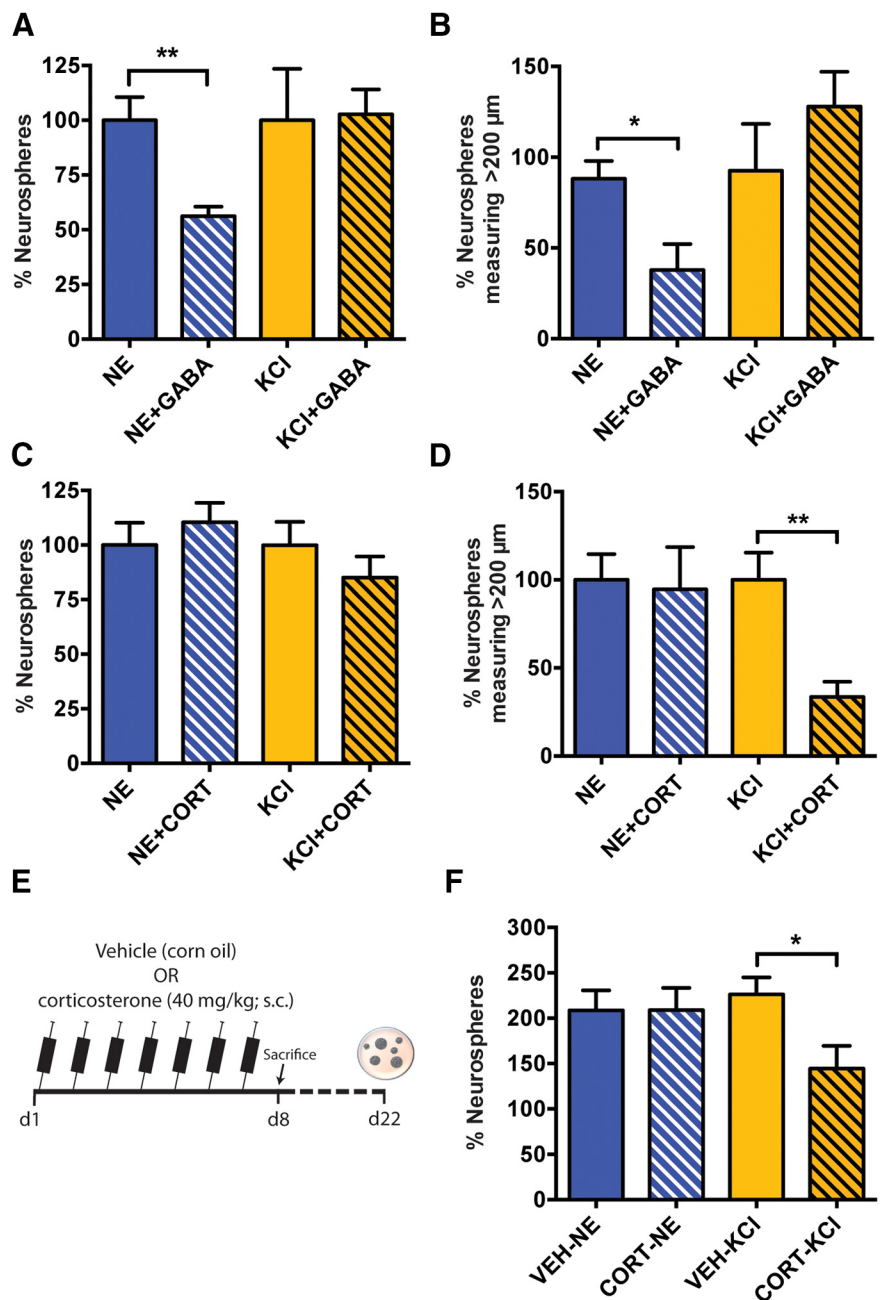 A
% Neurospheres
125
100
75
50
25
0
**
NE
NE+GABA
KCl
KCl+GABA
B
% Neurospheres
measuring >200 µm
150
100
50
0
*
NE
NE+GABA
KCl
KCl+GABA
C
% Neurospheres
125
100
75
50
25
0
NE
NE+CORT
KCl
KCl+CORT
D
% Neurospheres
measuring >200 µm
150
100
50
0
**
NE
NE+CORT
KCl
KCl+CORT
E
Vehicle (corn oil)
OR
corticosterone (40 mg/kg; s.c.)
Sacrifice
d1
d8
d22
F
% Neurospheres
300
250
200
150
100
50
0
*
VEH-NE
CORT-NE
VEH-KCl
CORT-KCl